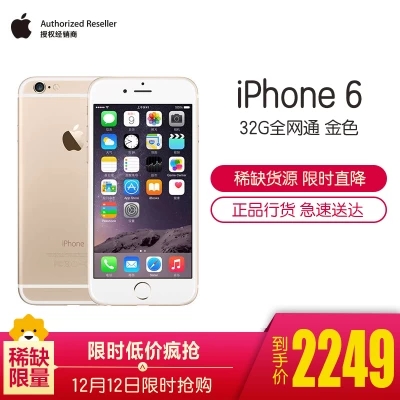 Authorized Reseller
授权经销商
iPhone 6
32G全网通 金色
稀缺货源 限时直降
正品行货 急速送达
iPhone
稀缺
限量
限时低价疯抢
12月12日限时抢购
到手价
2249